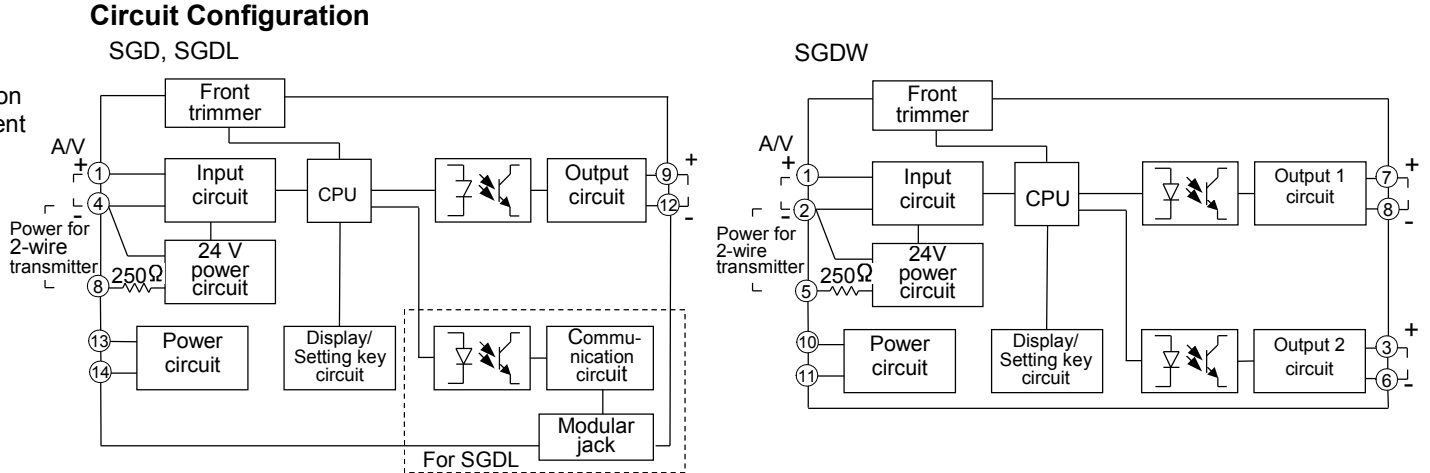 Circuit Configuration
SGD, SGDL
on
ent
Front
trimmer
A/V
+
1
4
-
Power for
2-wire
transmitter
8
250Ω
Input
circuit
24 V
power
circuit
CPU
Output
circuit
9
+
12
-
13
14
Power
circuit
Display/
Setting key
circuit
Commu-
nication
circuit
Modular
jack
For SGDL
SGDW
Front
trimmer
A/V
+
1
2
-
Power for
2-wire
transmitter
5
250Ω
Input
circuit
24V
power
circuit
CPU
Output 1
circuit
7
+
8
-
10
11
Power
circuit
Display/
Setting key
circuit
Output 2
circuit
3
+
6
-